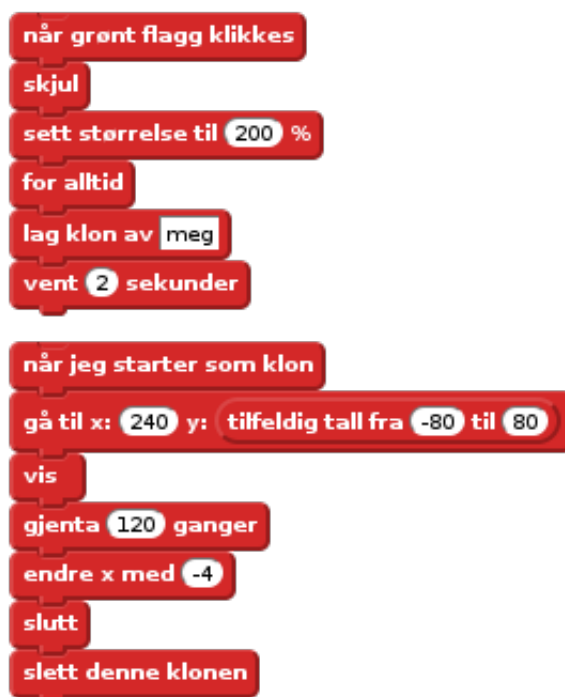 når grønt flagg klikkes
skjul
sett størrelse til 200 %
for alltid
lag klon av meg
vent 2 sekunder
når jeg starter som klon
gå til x: 240 y: tilfeldig tall fra -80 til 80
vis
gjenta 120 ganger
endre x med -4
slutt
slett denne klonen